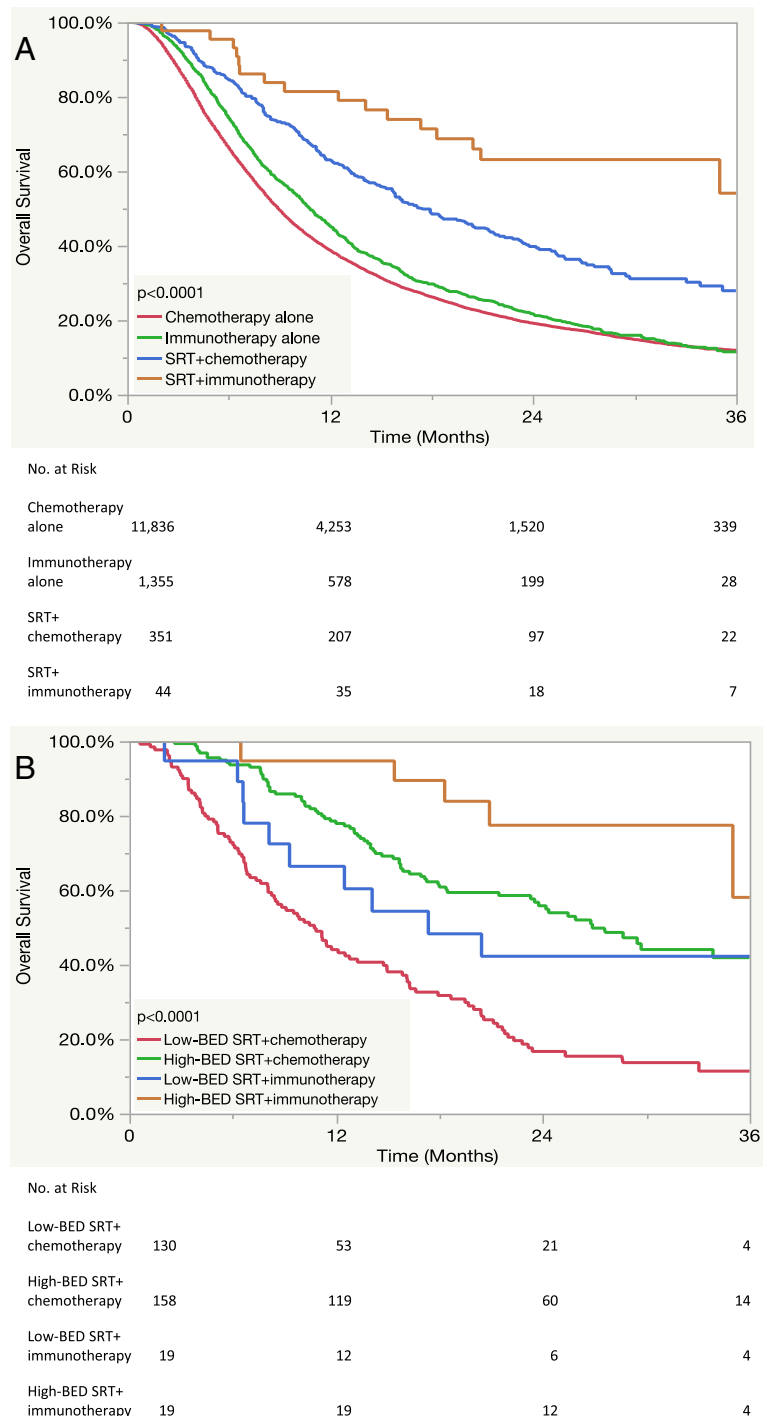 A
100.0%
80.0%
60.0%
40.0%
20.0%
0.0%
Overall Survival
p<0.0001
Chemotherapy alone
Immunotherapy alone
SRT+chemotherapy
SRT+immunotherapy
0 12 24 36
Time (Months)
No. at Risk
Chemotherapy
alone 11,836 4,253 1,520 339
Immunotherapy
alone 1,355 578 199 28
SRT+
chemotherapy 351 207 97 22
SRT+
immunotherapy 44 35 18 7
B
100.0%
80.0%
60.0%
40.0%
20.0%
0.0%
Overall Survival
p<0.0001
Low-BED SRT+chemotherapy
High-BED SRT+chemotherapy
Low-BED SRT+immunotherapy
High-BED SRT+immunotherapy
0 12 24 36
Time (Months)
No. at Risk
Low-BED SRT+
chemotherapy 130 53 21 4
High-BED SRT+
chemotherapy 158 119 60 14
Low-BED SRT+
immunotherapy 19 12 6 4
High-BED SRT+
immunotherapy 19 19 12 4